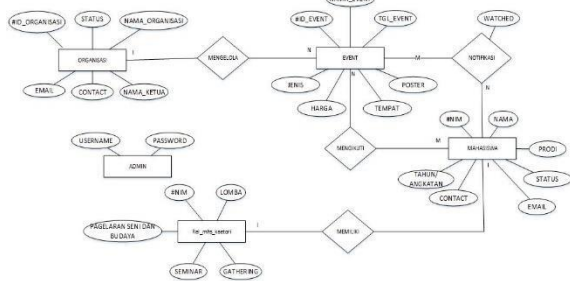 #ID_ORGANISASI
STATUS
NAMA_ORGANISASI
ORGANISASI
EMAIL
CONTACT
NAMA_KETUA
1
MENGELOLA
N
#ID_EVENT
TGL_EVENT
EVENT
JENIS
HARGA
TEMPAT
POSTER
M
NOTIFIKASI
WATCHED
N
N
MENGIKUTI
M
#NIM
NAMA
MAHASISWA
PRODI
STATUS
EMAIL
CONTACT
TAHUN/
ANGKATAN
1
USERNAME
PASSWORD
ADMIN
#NIM
LOMBA
PAGELARAN SENI DAN
BUDAYA
SEMINAR
GATHERING
1
MEMILIKI